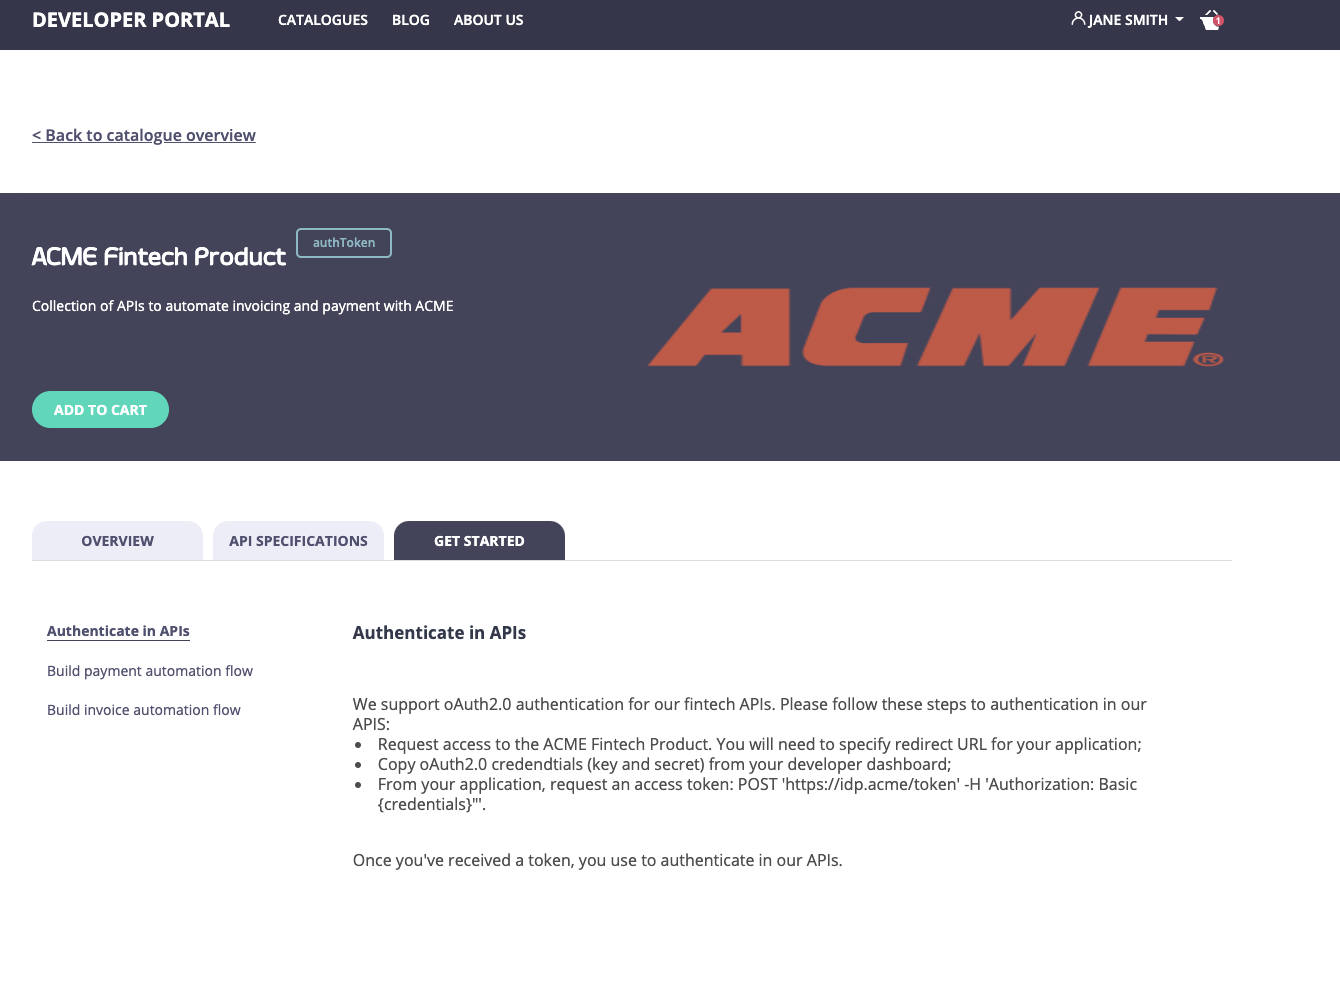 DEVELOPER PORTAL CATALOGUES BLOG ABOUT US JANE SMITH 1
< Back to catalogue overview
ACME Fintech Product authToken
Collection of APIs to automate invoicing and payment with ACME
ACME®
ADD TO CART
OVERVIEW API SPECIFICATIONS GET STARTED
Authenticate in APIs
Build payment automation flow
Build invoice automation flow
Authenticate in APIs
We support oAuth2.0 authentication for our fintech APIs. Please follow these steps to authentication in our
APIS:
• Request access to the ACME Fintech Product. You will need to specify redirect URL for your application;
• Copy oAuth2.0 credendtials (key and secret) from your developer dashboard;
• From your application, request an access token: POST 'https://idp.acme/token' -H 'Authorization: Basic
{credentials}"'.
Once you've received a token, you use to authenticate in our APIs.